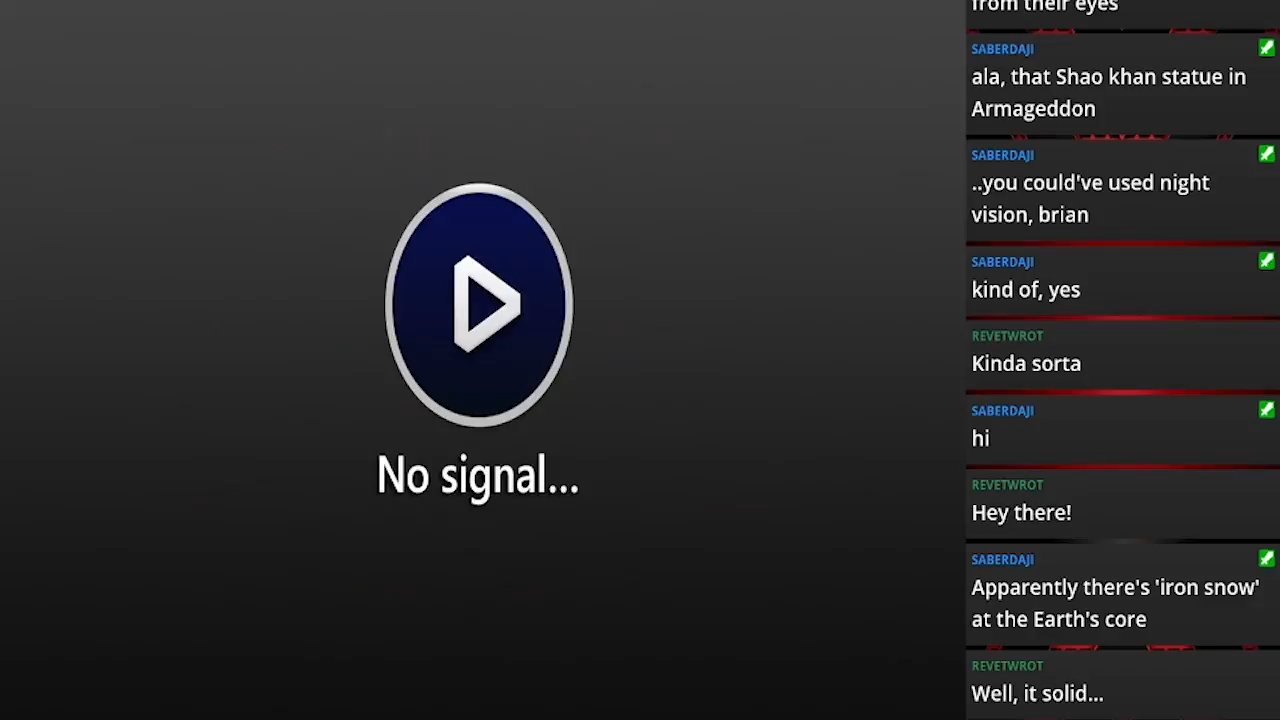 No signal...
from their eyes
SABERDAJI
ala, that Shao khan statue in
Armageddon
SABERDAJI
..you could've used night
vision, brian
SABERDAJI
kind of, yes
REVETWROT
Kinda sorta
SABERDAJI
hi
REVETWROT
Hey there!
SABERDAJI
Apparently there's 'iron snow'
at the Earth's core
REVETWROT
Well, it solid...